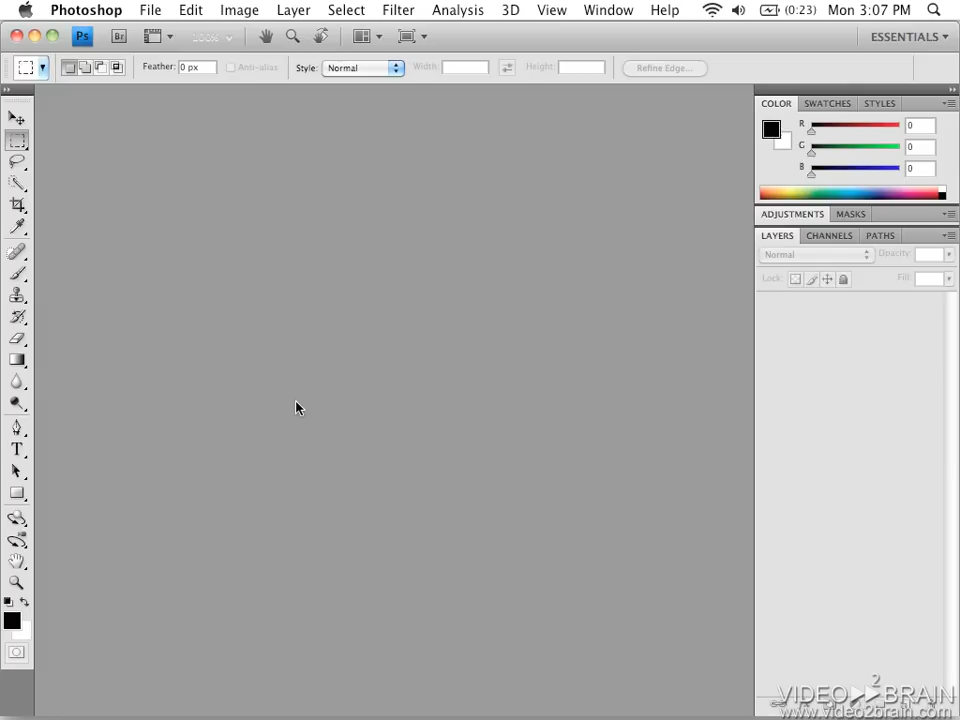 Photoshop File Edit Image Layer Select Filter Analysis 3D View Window Help (0:23) Mon 3:07 PM
Ps Br 100% ESSENTIALS
Feather: 0 px Anti-alias Style: Normal Width: Height: Refine Edge...
COLOR SWATCHES STYLES
R 0
G 0
B 0
ADJUSTMENTS MASKS
LAYERS CHANNELS PATHS
Normal Opacity:
Lock: Fill:
T
VIDEO2BRAIN
www.video2brain.com